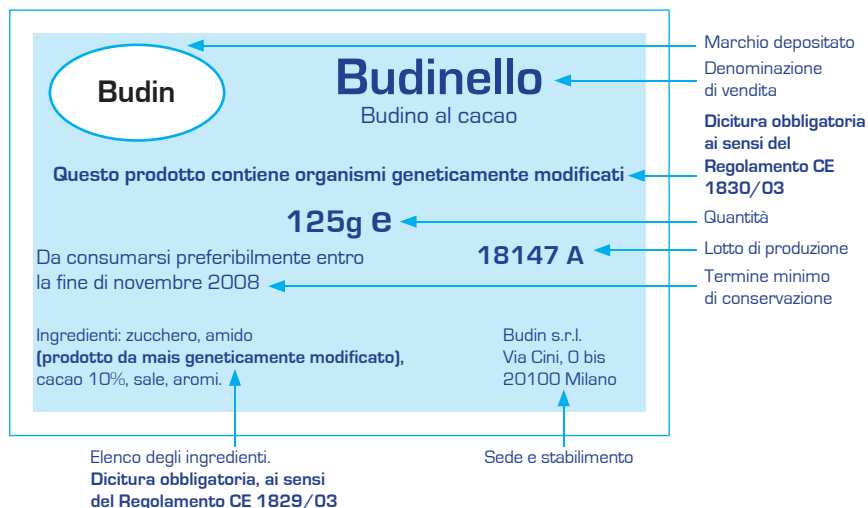 Budin
Budinello
Budino al cacao
Questo prodotto contiene organismi geneticamente modificati
125g e
Da consumarsi preferibilmente entro
la fine di novembre 2008
18147 A
Ingredienti: zucchero, amido
(prodotto da mais geneticamente modificato),
cacao 10%, sale, aromi.
Budin s.r.l.
Via Cini, 0 bis
20100 Milano
Marchio depositato
Denominazione
di vendita
Dicitura obbligatoria
ai sensi del
Regolamento CE
1830/03
Quantità
Lotto di produzione
Termine minimo
di conservazione
Elenco degli ingredienti.
Dicitura obbligatoria, ai sensi
del Regolamento CE 1829/03
Sede e stabilimento